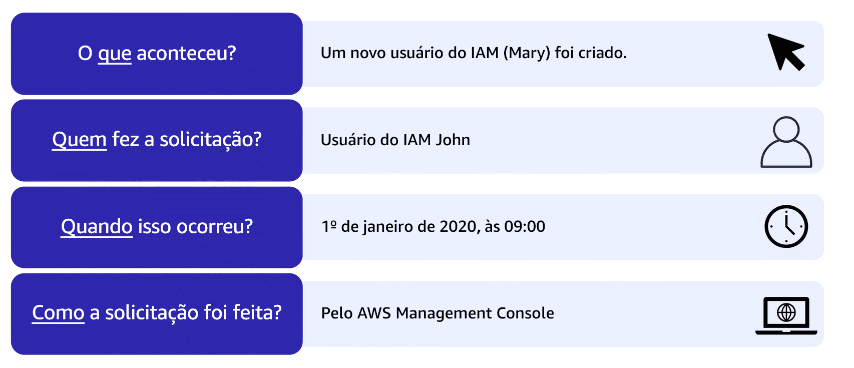 O que aconteceu?
Um novo usuário do IAM (Mary) foi criado.
Quem fez a solicitação?
Usuário do IAM John
Quando isso ocorreu?
1º de janeiro de 2020, às 09:00
Como a solicitação foi feita?
Pelo AWS Management Console